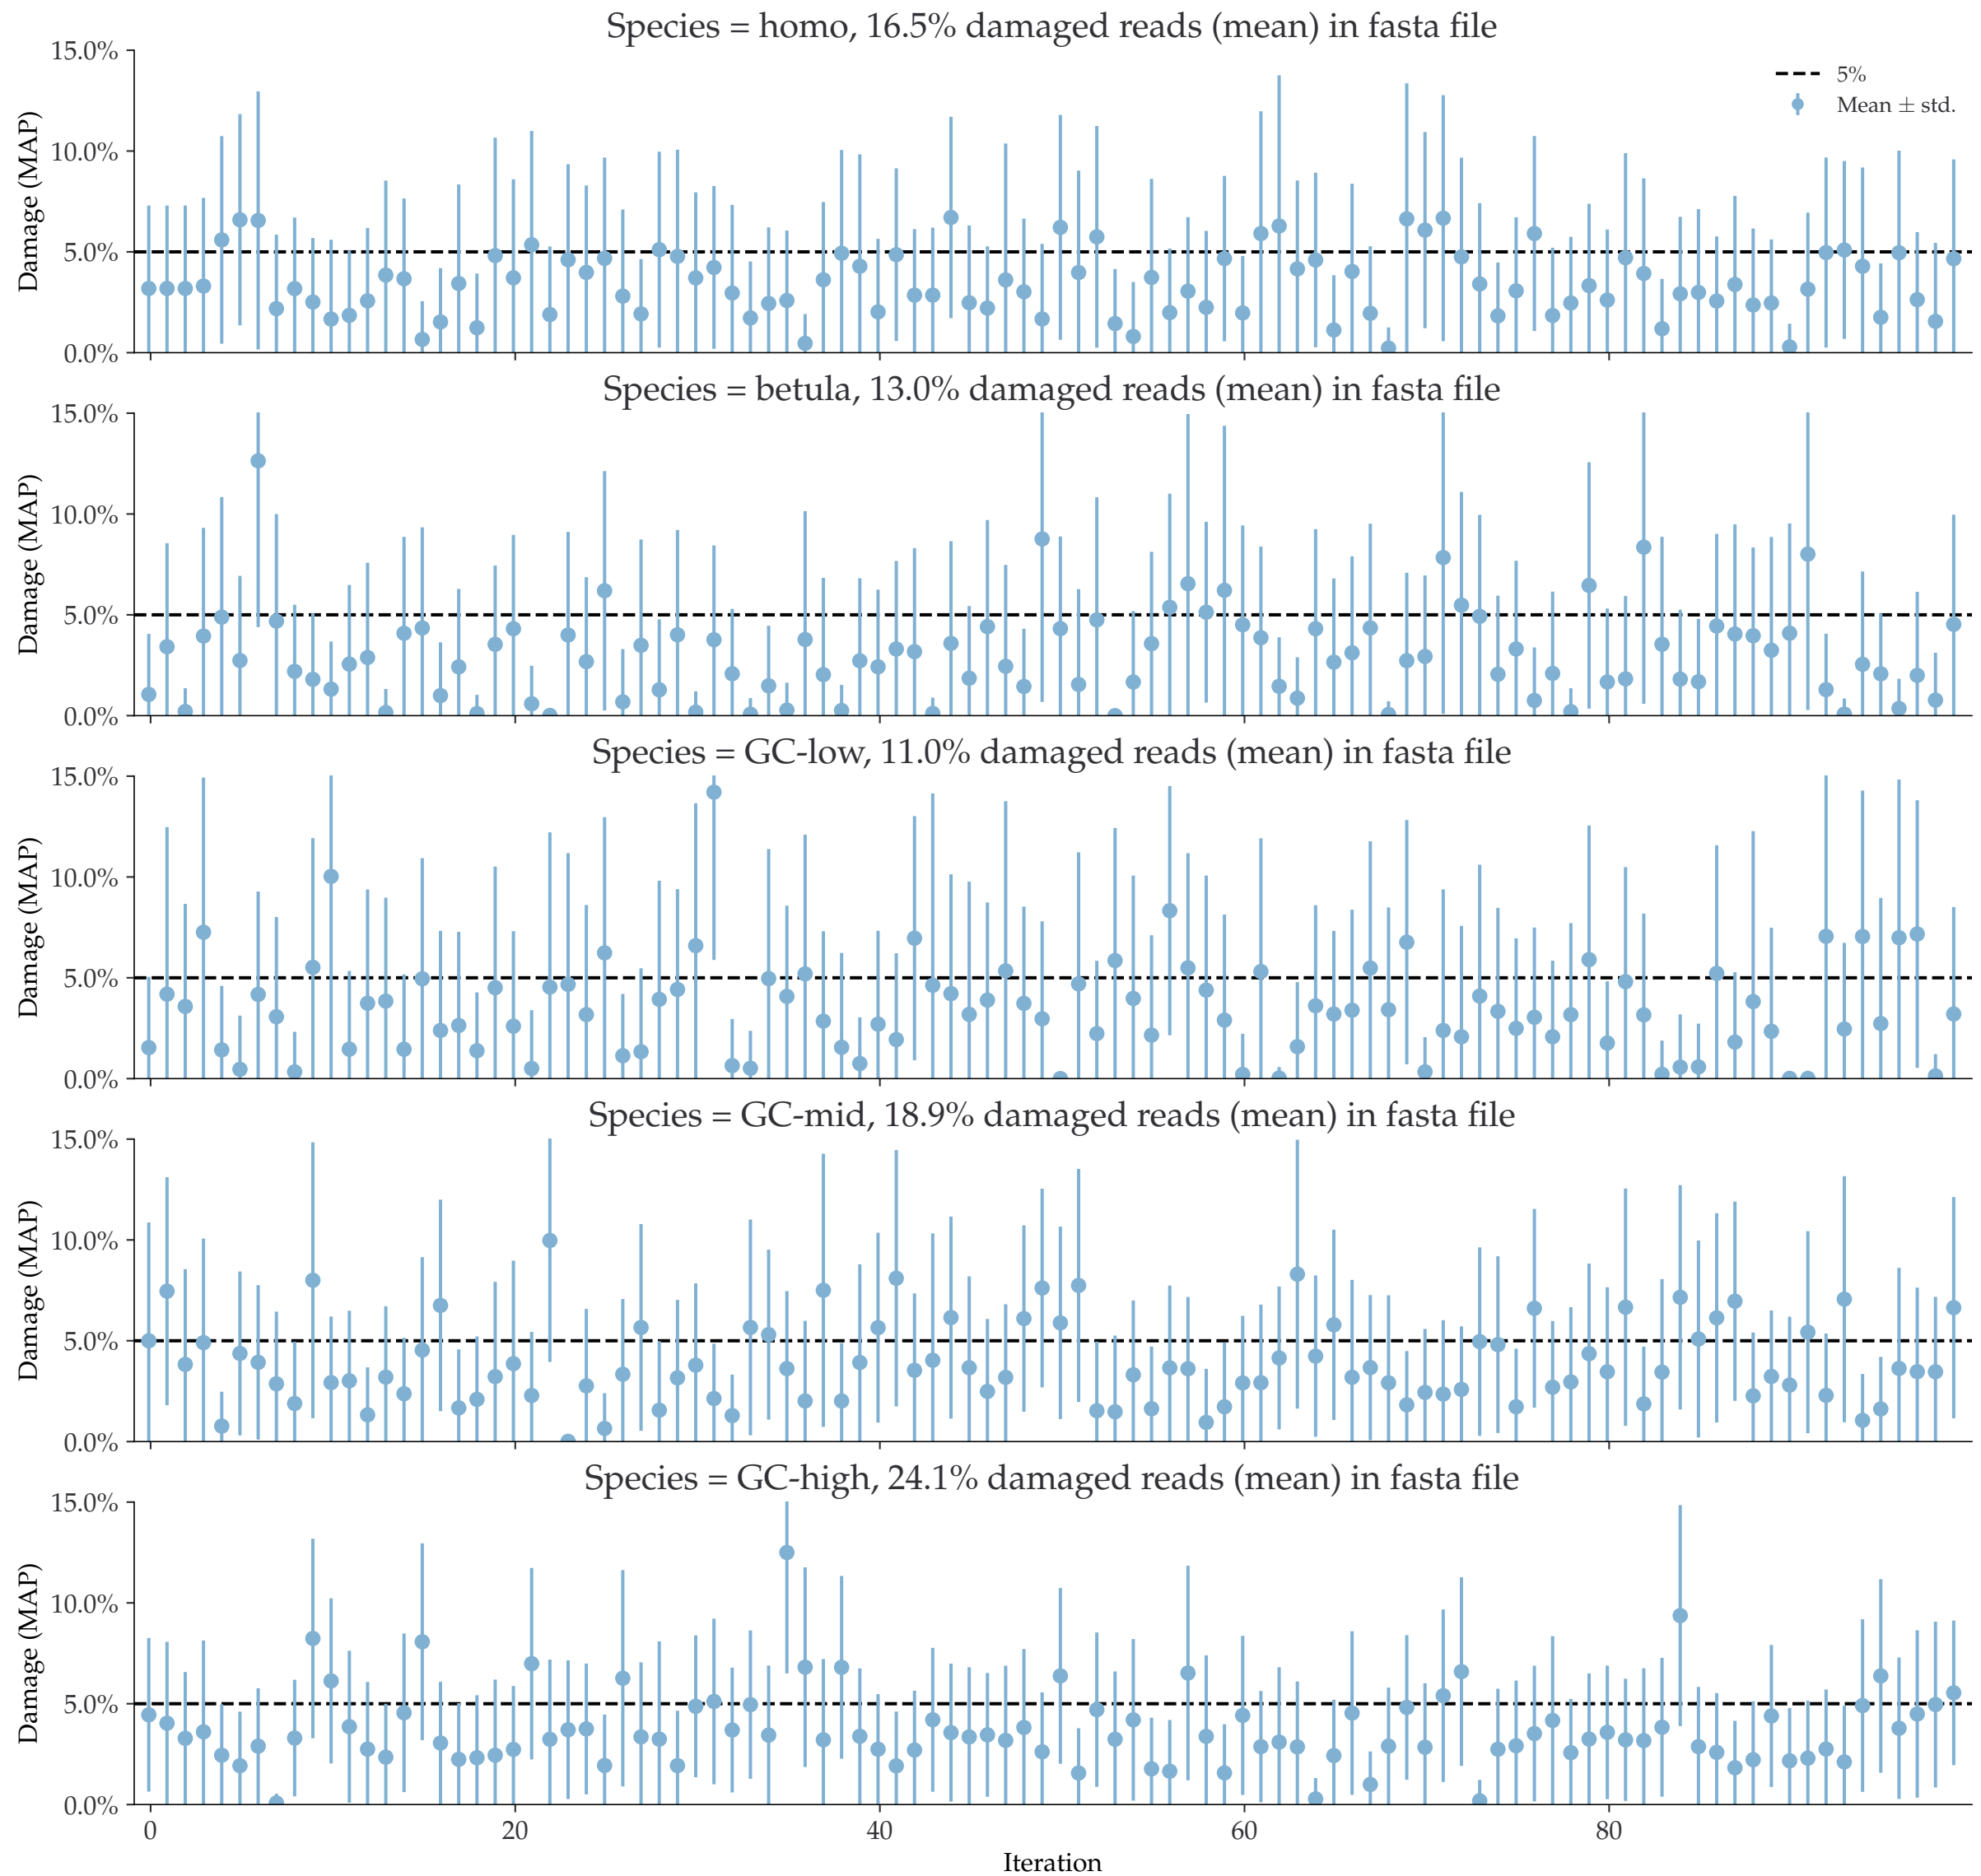 Species = homo, 16.5% damaged reads (mean) in fasta file
15.0%
10.0%
5.0%
0.0%
Damage (MAP)
5%
Mean ± std.
Species = betula, 13.0% damaged reads (mean) in fasta file
15.0%
10.0%
5.0%
0.0%
Damage (MAP)
Species = GC-low, 11.0% damaged reads (mean) in fasta file
15.0%
10.0%
5.0%
0.0%
Damage (MAP)
Species = GC-mid, 18.9% damaged reads (mean) in fasta file
15.0%
10.0%
5.0%
0.0%
Damage (MAP)
Species = GC-high, 24.1% damaged reads (mean) in fasta file
15.0%
10.0%
5.0%
0.0%
Damage (MAP)
0 20 40 60 80
Iteration